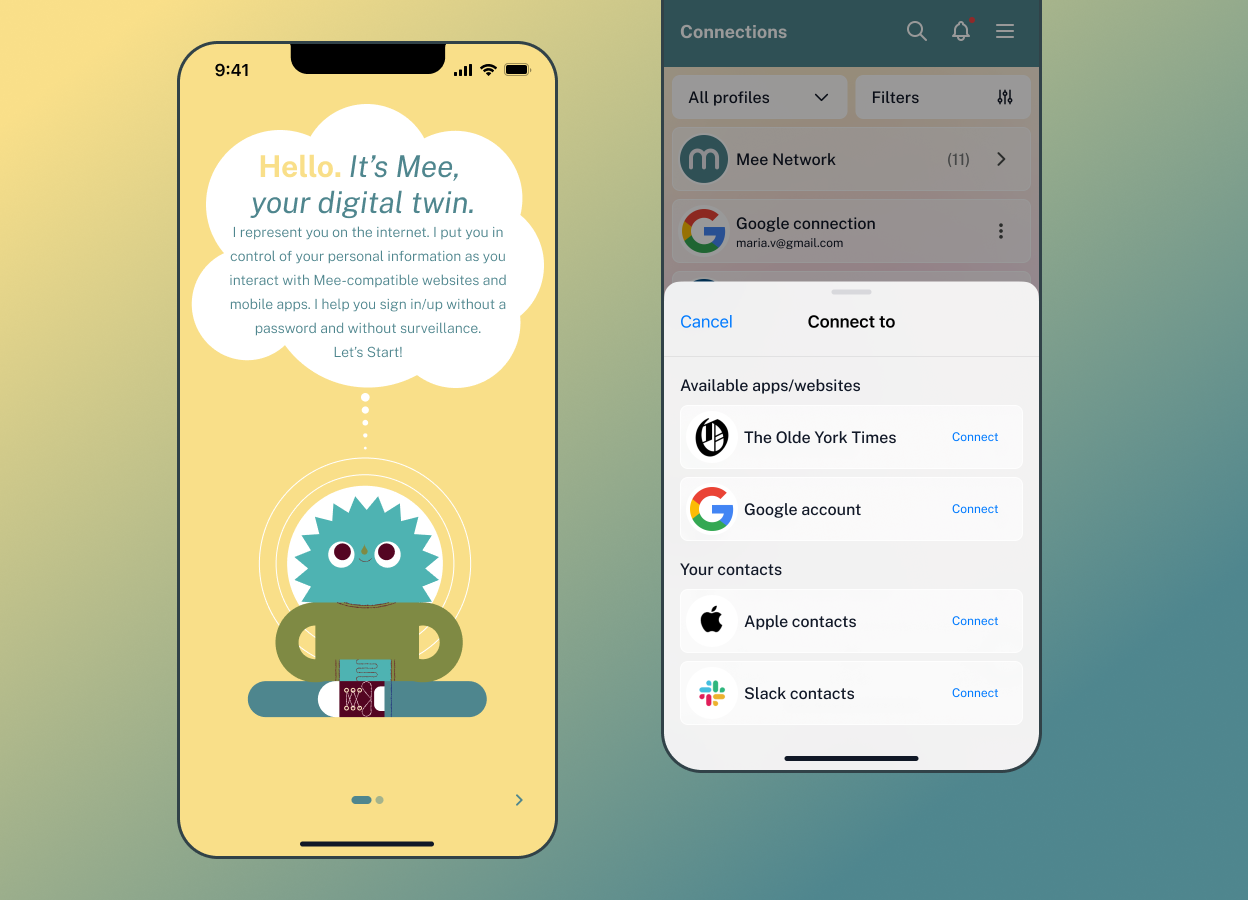 9:41
Hello. It’s Mee,
your digital twin.
I represent you on the internet. I put you in
control of your personal information as you
interact with Mee-compatible websites and
mobile apps. I help you sign in/up without a
password and without surveillance.
Let’s Start!
Connections
All profiles
Filters
Mee Network (11)
Google connection
maria.v@gmail.com
Cancel Connect to
Available apps/websites
The Olde York Times Connect
Google account Connect
Your contacts
Apple contacts Connect
Slack contacts Connect